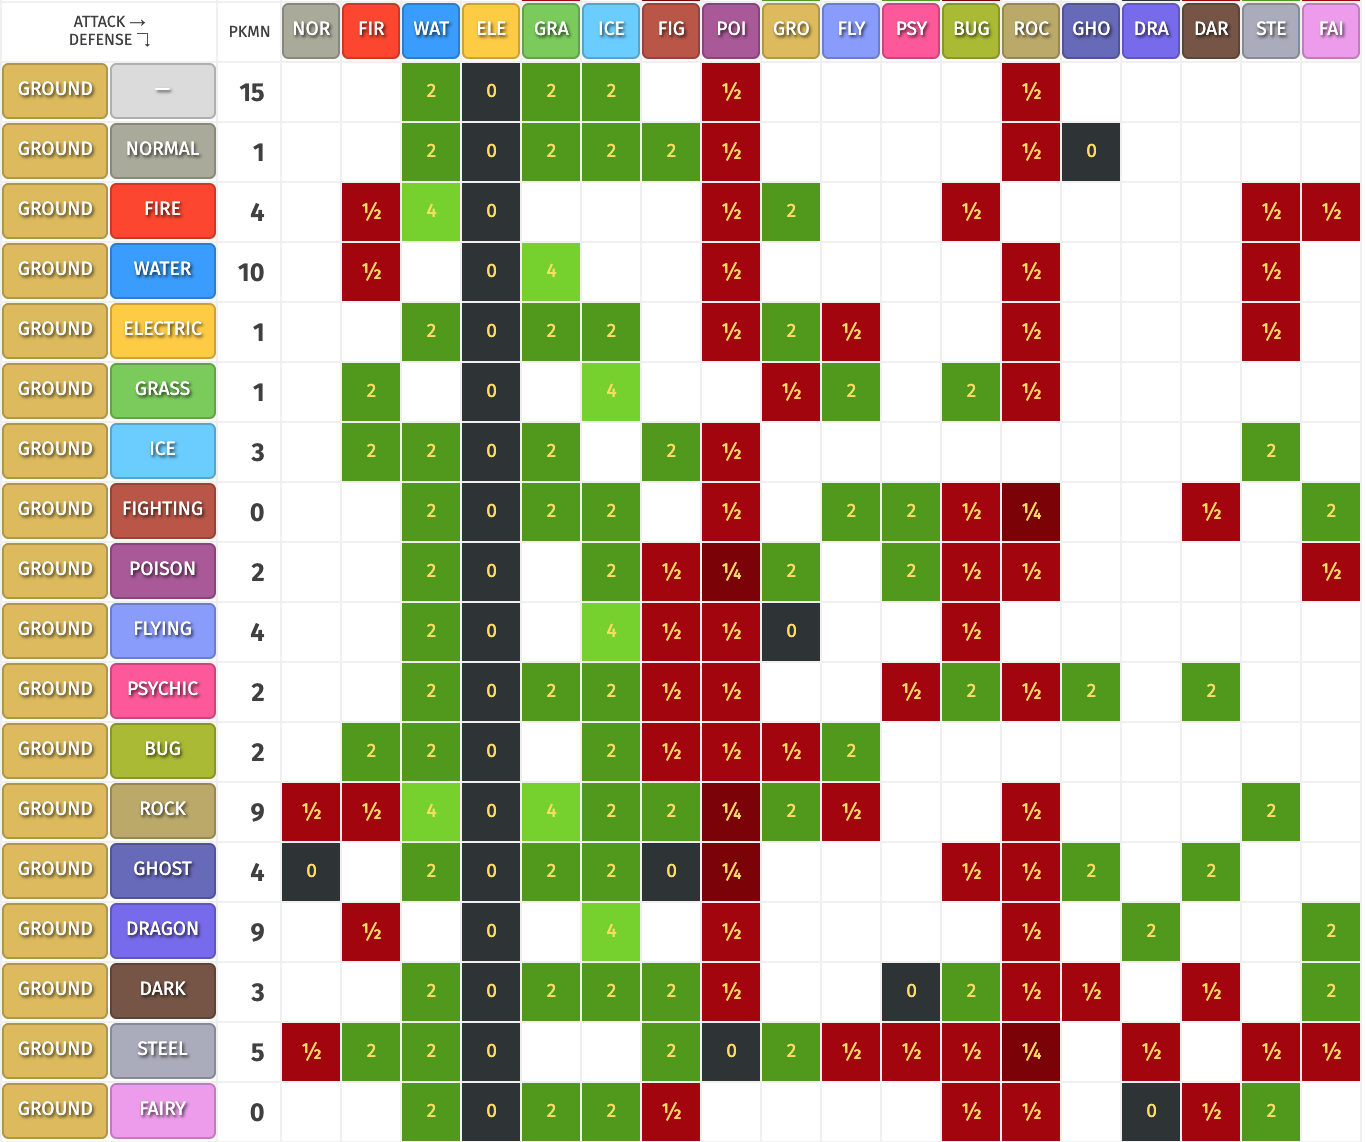 ATTACK →
DEFENSE ⤵ PKMN NOR FIR WAT ELE GRA ICE FIG POI GRO FLY PSY BUG ROC GHO DRA DAR STE FAI
GROUND — 15 2 0 2 2 ½ ½
GROUND NORMAL 1 2 0 2 2 2 ½ ½ 0
GROUND FIRE 4 ½ 4 0 ½ 2 ½ ½ ½
GROUND WATER 10 ½ 0 4 ½ ½ ½
GROUND ELECTRIC 1 2 0 2 2 ½ 2 ½ ½ ½
GROUND GRASS 1 2 0 4 ½ 2 2 ½
GROUND ICE 3 2 2 0 2 2 ½ 2
GROUND FIGHTING 0 2 0 2 2 ½ 2 2 ½ ¼ ½ 2
GROUND POISON 2 2 0 2 ½ ¼ 2 2 ½ ½ ½
GROUND FLYING 4 2 0 4 ½ ½ 0 ½
GROUND PSYCHIC 2 2 0 2 2 ½ ½ ½ 2 ½ 2 2
GROUND BUG 2 2 2 0 2 ½ ½ ½ 2
GROUND ROCK 9 ½ ½ 4 0 4 2 2 ¼ 2 ½ ½ 2
GROUND GHOST 4 0 2 0 2 2 0 ¼ ½ ½ 2 2
GROUND DRAGON 9 ½ 0 4 ½ ½ 2 2
GROUND DARK 3 2 0 2 2 2 ½ 0 2 ½ ½ ½ 2
GROUND STEEL 5 ½ 2 2 0 2 0 2 ½ ½ ½ ¼ ½ ½ ½
GROUND FAIRY 0 2 0 2 2 ½ ½ ½ 0 ½ 2